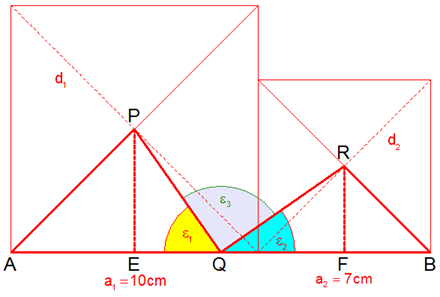 d₁
P
R
d₂
ε₃
ε₁
ε₂
A E Q F B
a₁ = 10cm a₂ = 7cm